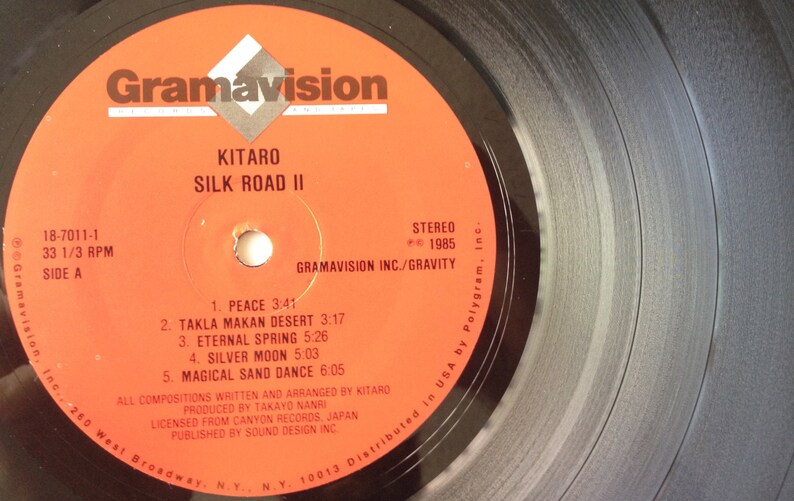 Gramavision
RECORDS AND TAPES
KITARO
SILK ROAD II
18-7011-1
33 1/3 RPM
SIDE A
STEREO
℗© 1985
GRAMAVISION INC./GRAVITY
1. PEACE 3:41
2. TAKLA MAKAN DESERT 3:17
3. ETERNAL SPRING 5:26
4. SILVER MOON 5:03
5. MAGICAL SAND DANCE 6:05
ALL COMPOSITIONS WRITTEN AND ARRANGED BY KITARO
PRODUCED BY TAKAYO NANRI
LICENSED FROM CANYON RECORDS, JAPAN
PUBLISHED BY SOUND DESIGN INC.
℗© Gramavision, Inc., 260 West Broadway, N.Y., N.Y. 10013 Distributed in USA by Polygram, Inc.